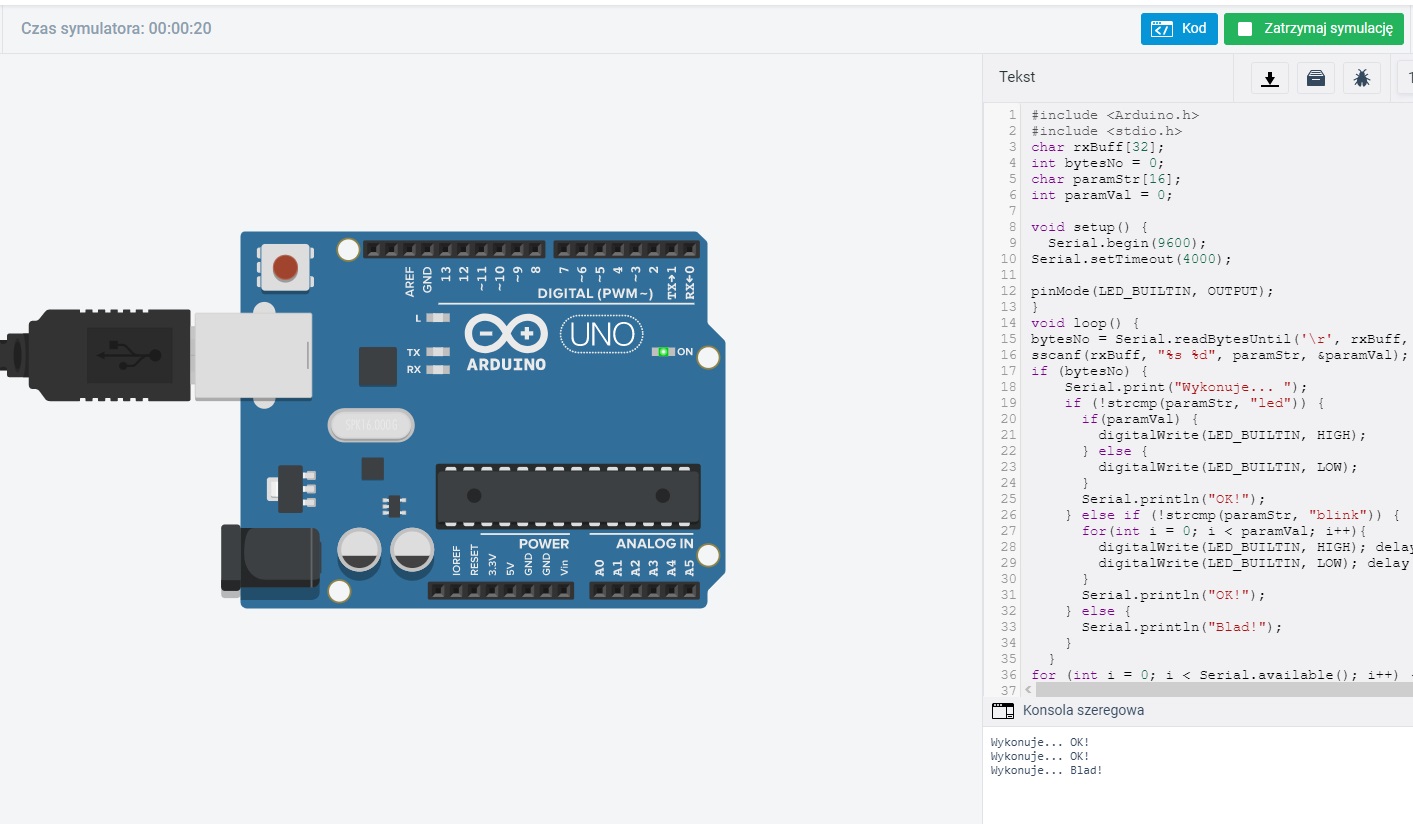 Czas symulatora: 00:00:20
Kod
Zatrzymaj symulację
Tekst
1
1 #include <Arduino.h>
2 #include <stdio.h>
3 char rxBuff[32];
4 int bytesNo = 0;
5 char paramStr[16];
6 int paramVal = 0;
7
8 void setup() {
9 Serial.begin(9600);
10 Serial.setTimeout(4000);
11
12 pinMode(LED_BUILTIN, OUTPUT);
13 }
14 void loop() {
15 bytesNo = Serial.readBytesUntil('\r', rxBuff,
16 sscanf(rxBuff, "%s %d", paramStr, &paramVal);
17 if (bytesNo) {
18 Serial.print("Wykonuje... ");
19 if (!strcmp(paramStr, "led")) {
20 if(paramVal) {
21 digitalWrite(LED_BUILTIN, HIGH);
22 } else {
23 digitalWrite(LED_BUILTIN, LOW);
24 }
25 Serial.println("OK!");
26 } else if (!strcmp(paramStr, "blink")) {
27 for(int i = 0; i < paramVal; i++){
28 digitalWrite(LED_BUILTIN, HIGH); delay
29 digitalWrite(LED_BUILTIN, LOW); delay
30 }
31 Serial.println("OK!");
32 } else {
33 Serial.println("Blad!");
34 }
35 }
36 for (int i = 0; i < Serial.available(); i++)
37
Konsola szeregowa
Wykonuje... OK!
Wykonuje... OK!
Wykonuje... Blad!
AREF
GND
13
12
~11
~10
~9
8
7
~6
~5
4
~3
2
TX→1
RX←0
DIGITAL (PWM~)
L
TX
RX
ARDUINO
UNO
ON
SPK16.000G
POWER
ANALOG IN
IOREF
RESET
3.3V
5V
GND
GND
Vin
A0
A1
A2
A3
A4
A5